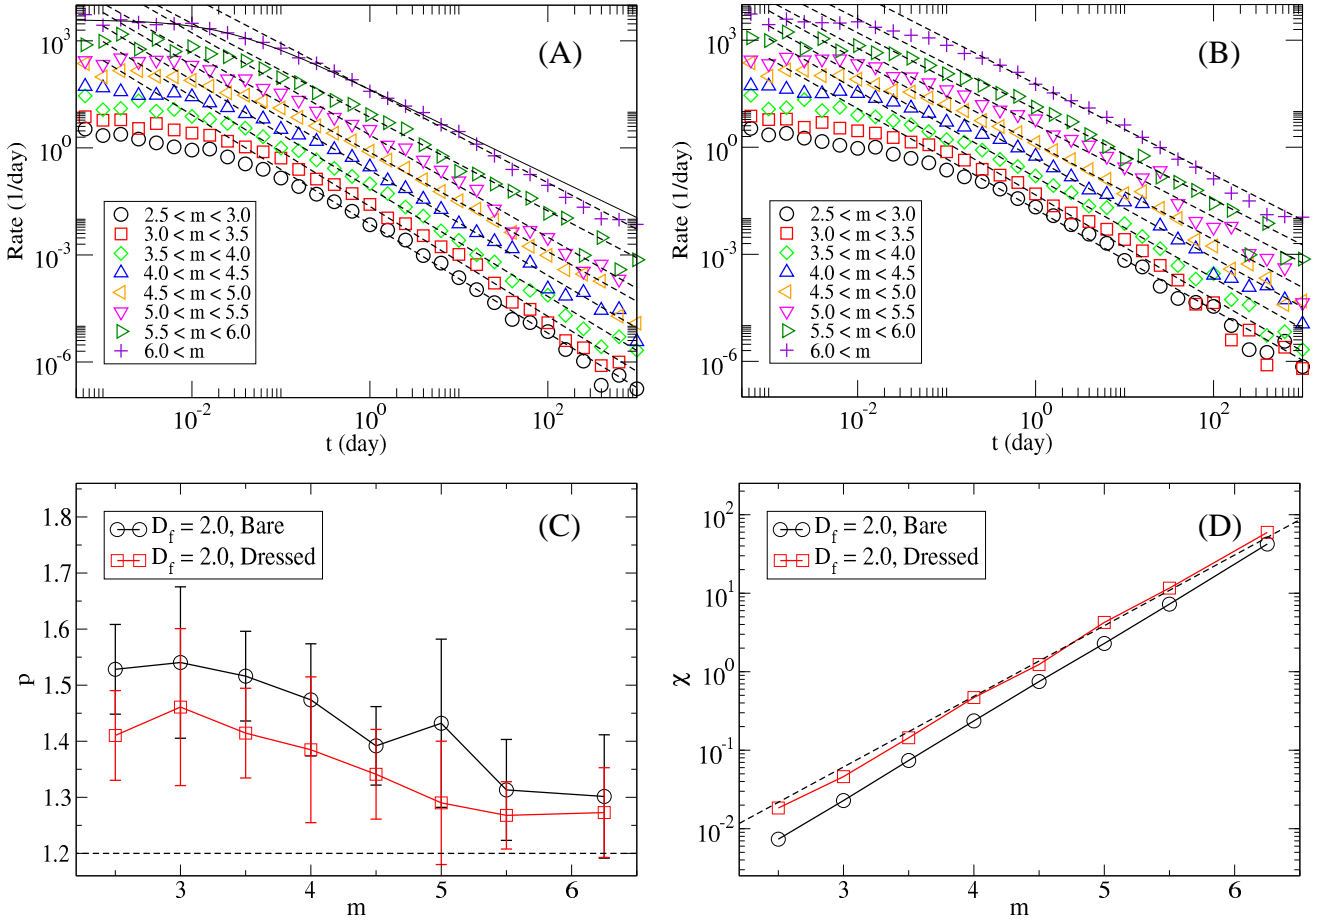 (A)
Rate (1/day)
10^3
10^0
10^-3
10^-6
2.5 < m < 3.0
3.0 < m < 3.5
3.5 < m < 4.0
4.0 < m < 4.5
4.5 < m < 5.0
5.0 < m < 5.5
5.5 < m < 6.0
6.0 < m
10^-2 10^0 10^2
t (day)
(B)
Rate (1/day)
10^3
10^0
10^-3
10^-6
2.5 < m < 3.0
3.0 < m < 3.5
3.5 < m < 4.0
4.0 < m < 4.5
4.5 < m < 5.0
5.0 < m < 5.5
5.5 < m < 6.0
6.0 < m
10^-2 10^0 10^2
t (day)
(C)
D_f = 2.0, Bare
D_f = 2.0, Dressed
p
1.8
1.7
1.6
1.5
1.4
1.3
1.2
3 4 5 6
m
(D)
D_f = 2.0, Bare
D_f = 2.0, Dressed
χ
10^2
10^1
10^0
10^-1
10^-2
3 4 5 6
m